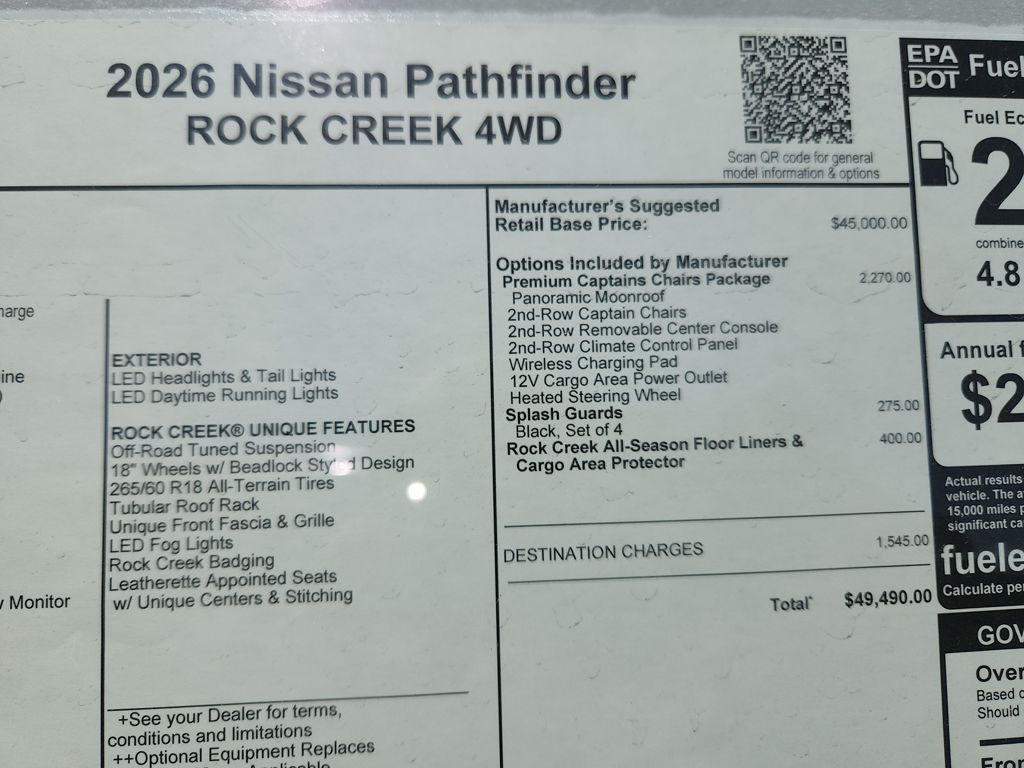 2026 Nissan Pathfinder
ROCK CREEK 4WD
Scan QR code for general
model information & options
EPA
DOT
Fuel
Fuel Ec
2
combine
4.8
Annual f
$2
Actual results
vehicle. The a
15,000 miles p
significant ca
fuele
Calculate pe
GOV
Over
Based o
Should
From
harge
ine
)
w Monitor
EXTERIOR
LED Headlights & Tail Lights
LED Daytime Running Lights
ROCK CREEK® UNIQUE FEATURES
Off-Road Tuned Suspension
18" Wheels w/ Beadlock Styled Design
265/60 R18 All-Terrain Tires
Tubular Roof Rack
Unique Front Fascia & Grille
LED Fog Lights
Rock Creek Badging
Leatherette Appointed Seats
w/ Unique Centers & Stitching
+See your Dealer for terms,
conditions and limitations
++Optional Equipment Replaces
Manufacturer's Suggested
Retail Base Price: $45,000.00
Options Included by Manufacturer
Premium Captains Chairs Package 2,270.00
Panoramic Moonroof
2nd-Row Captain Chairs
2nd-Row Removable Center Console
2nd-Row Climate Control Panel
Wireless Charging Pad
12V Cargo Area Power Outlet
Heated Steering Wheel
Splash Guards 275.00
Black, Set of 4
Rock Creek All-Season Floor Liners & 400.00
Cargo Area Protector
DESTINATION CHARGES 1,545.00
Total* $49,490.00